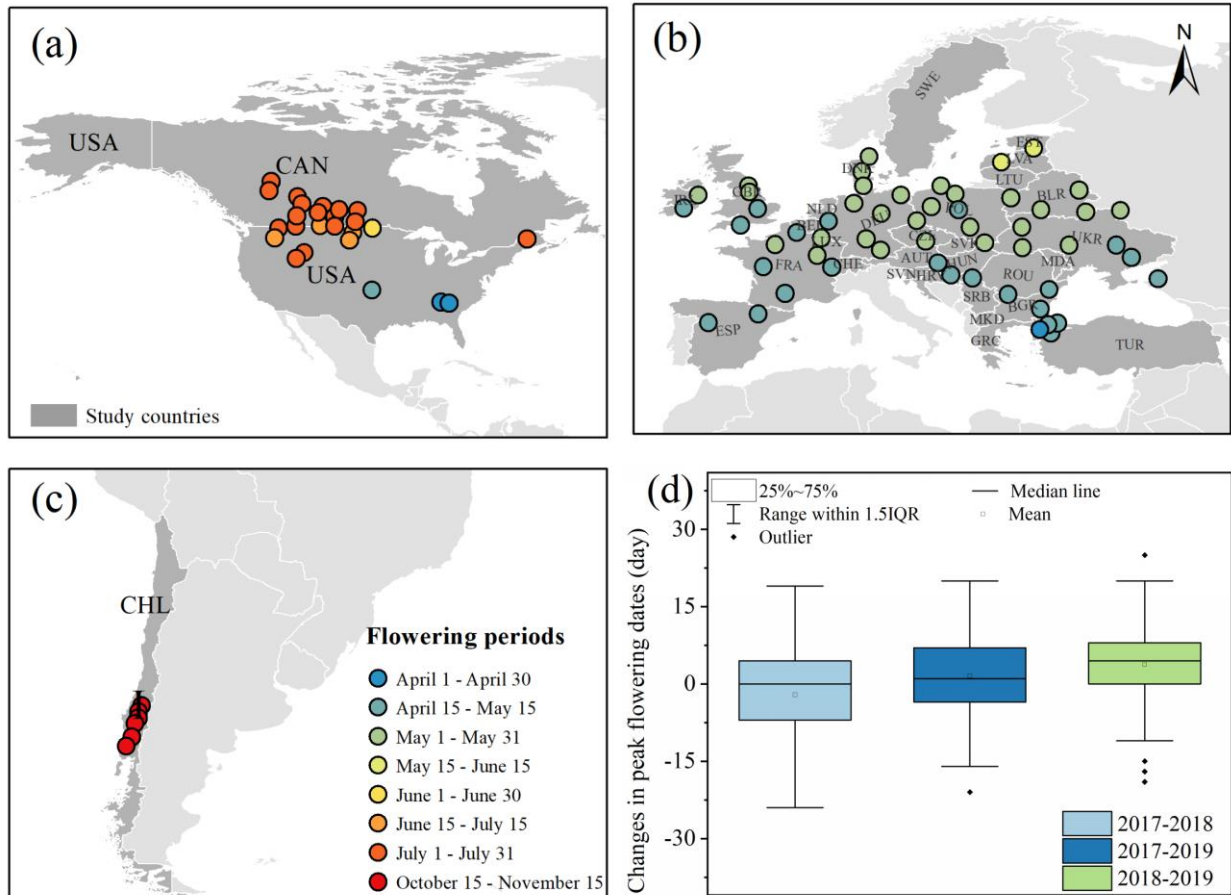 (a)
USA
CAN
USA
Study countries
(b)
N
SWE
EST
LVA
LTU
DNK
IRL
GBR
NLD
BEL
LUX
DEU
POL
BLR
CZE
SVK
UKR
FRA
CHE
AUT
HUN
MDA
SVN
HRV
ROU
SRB
BGR
ESP
MKD
GRC
TUR
(c)
CHL
Flowering periods
April 1 - April 30
April 15 - May 15
May 1 - May 31
May 15 - June 15
June 1 - June 30
June 15 - July 15
July 1 - July 31
October 15 - November 15
(d)
25%~75%
Median line
Range within 1.5IQR
Mean
Outlier
Changes in peak flowering dates (day)
30
15
0
-15
-30
2017-2018
2017-2019
2018-2019